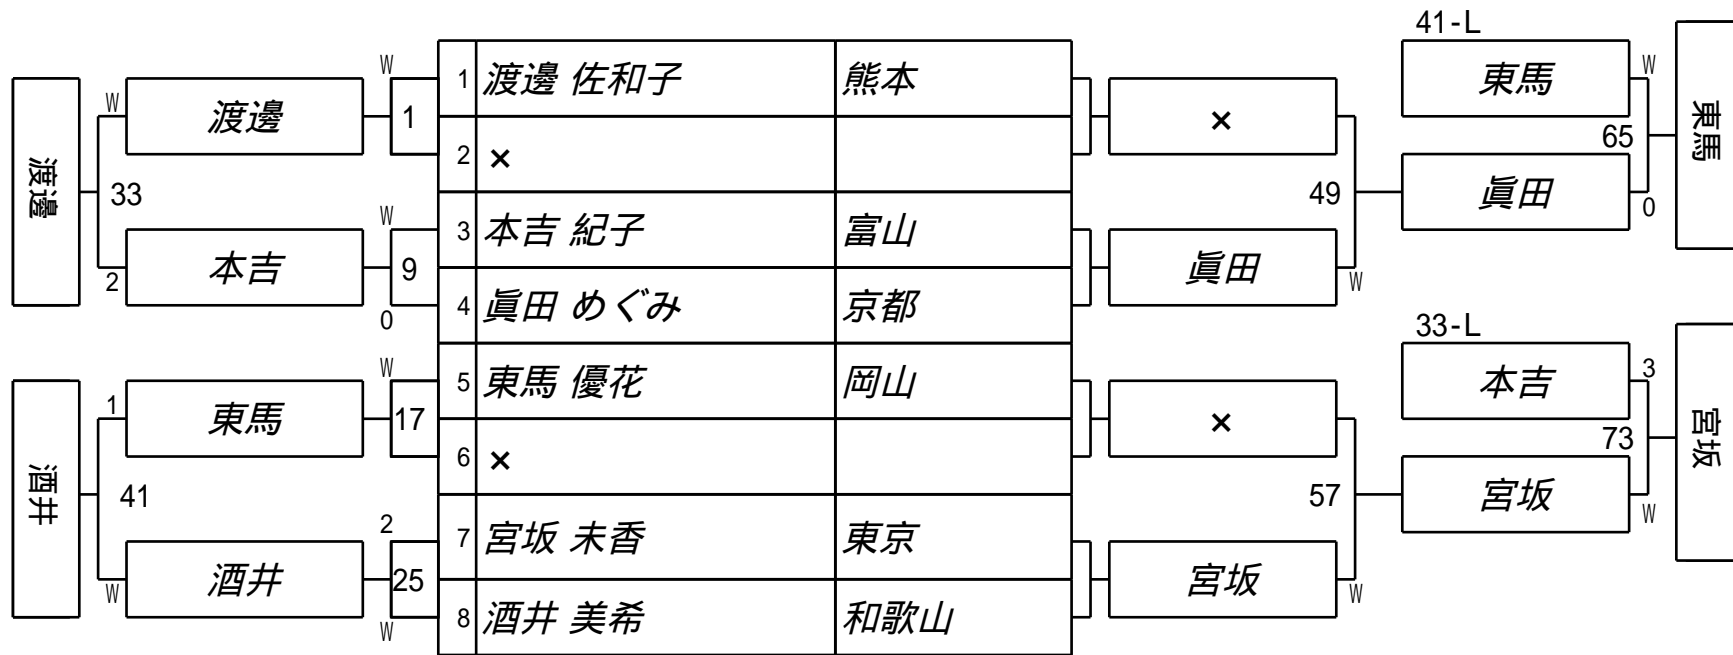 渡邊
W
33
2
渡邊
本吉
W
1
W
9
0
酒井
1
41
W
東馬
酒井
W
17
2
25
W
1 渡邊 佐和子 熊本
2 ×
3 本吉 紀子 富山
4 眞田 めぐみ 京都
5 東馬 優花 岡山
6 ×
7 宮坂 未香 東京
8 酒井 美希 和歌山
×
49
眞田
W
×
57
宮坂
W
41-L
東馬
W
65
眞田
0
東馬
33-L
本吉
3
73
宮坂
W
宮坂